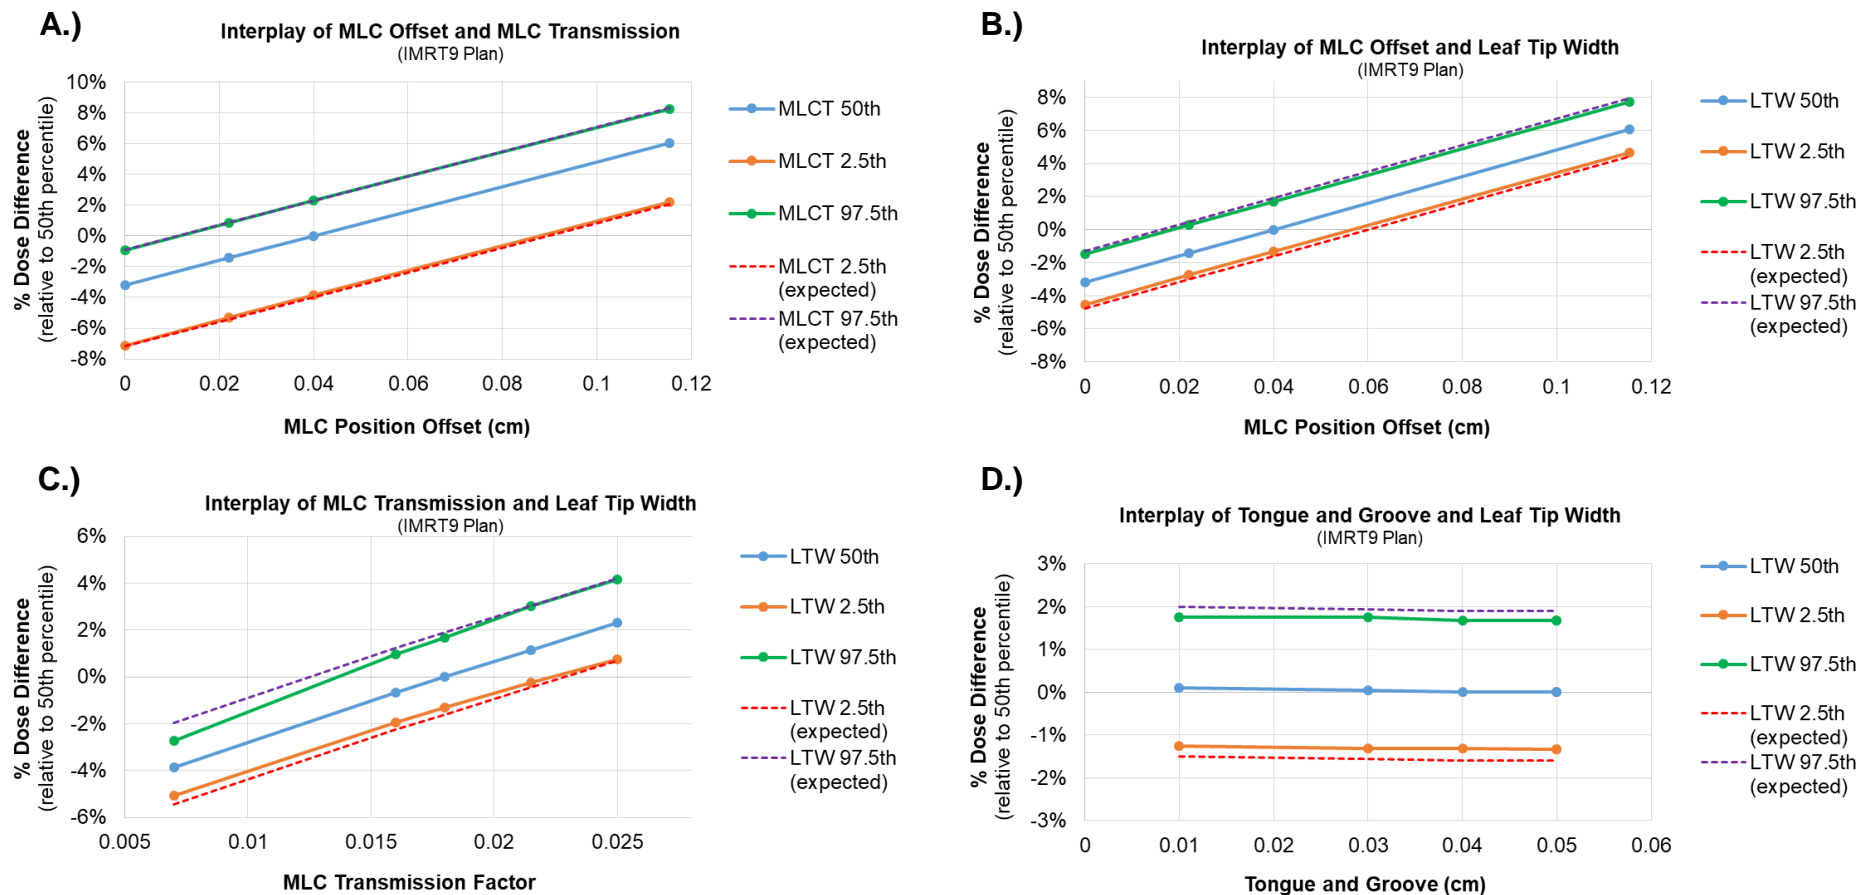 A.)
Interplay of MLC Offset and MLC Transmission
(IMRT9 Plan)
% Dose Difference
(relative to 50th percentile)
10%
8%
6%
4%
2%
0%
-2%
-4%
-6%
-8%
0
0.02
0.04
0.06
0.08
0.1
0.12
MLC Position Offset (cm)
MLCT 50th
MLCT 2.5th
MLCT 97.5th
MLCT 2.5th
(expected)
MLCT 97.5th
(expected)
B.)
Interplay of MLC Offset and Leaf Tip Width
(IMRT9 Plan)
% Dose Difference
(relative to 50th percentile)
8%
6%
4%
2%
0%
-2%
-4%
-6%
-8%
0
0.02
0.04
0.06
0.08
0.1
0.12
MLC Position Offset (cm)
LTW 50th
LTW 2.5th
LTW 97.5th
LTW 2.5th
(expected)
LTW 97.5th
(expected)
C.)
Interplay of MLC Transmission and Leaf Tip Width
(IMRT9 Plan)
% Dose Difference
(relative to 50th percentile)
6%
4%
2%
0%
-2%
-4%
-6%
0.005
0.01
0.015
0.02
0.025
MLC Transmission Factor
LTW 50th
LTW 2.5th
LTW 97.5th
LTW 2.5th
(expected)
LTW 97.5th
(expected)
D.)
Interplay of Tongue and Groove and Leaf Tip Width
(IMRT9 Plan)
% Dose Difference
(relative to 50th percentile)
3%
2%
1%
0%
-1%
-2%
-3%
0
0.01
0.02
0.03
0.04
0.05
0.06
Tongue and Groove (cm)
LTW 50th
LTW 2.5th
LTW 97.5th
LTW 2.5th
(expected)
LTW 97.5th
(expected)